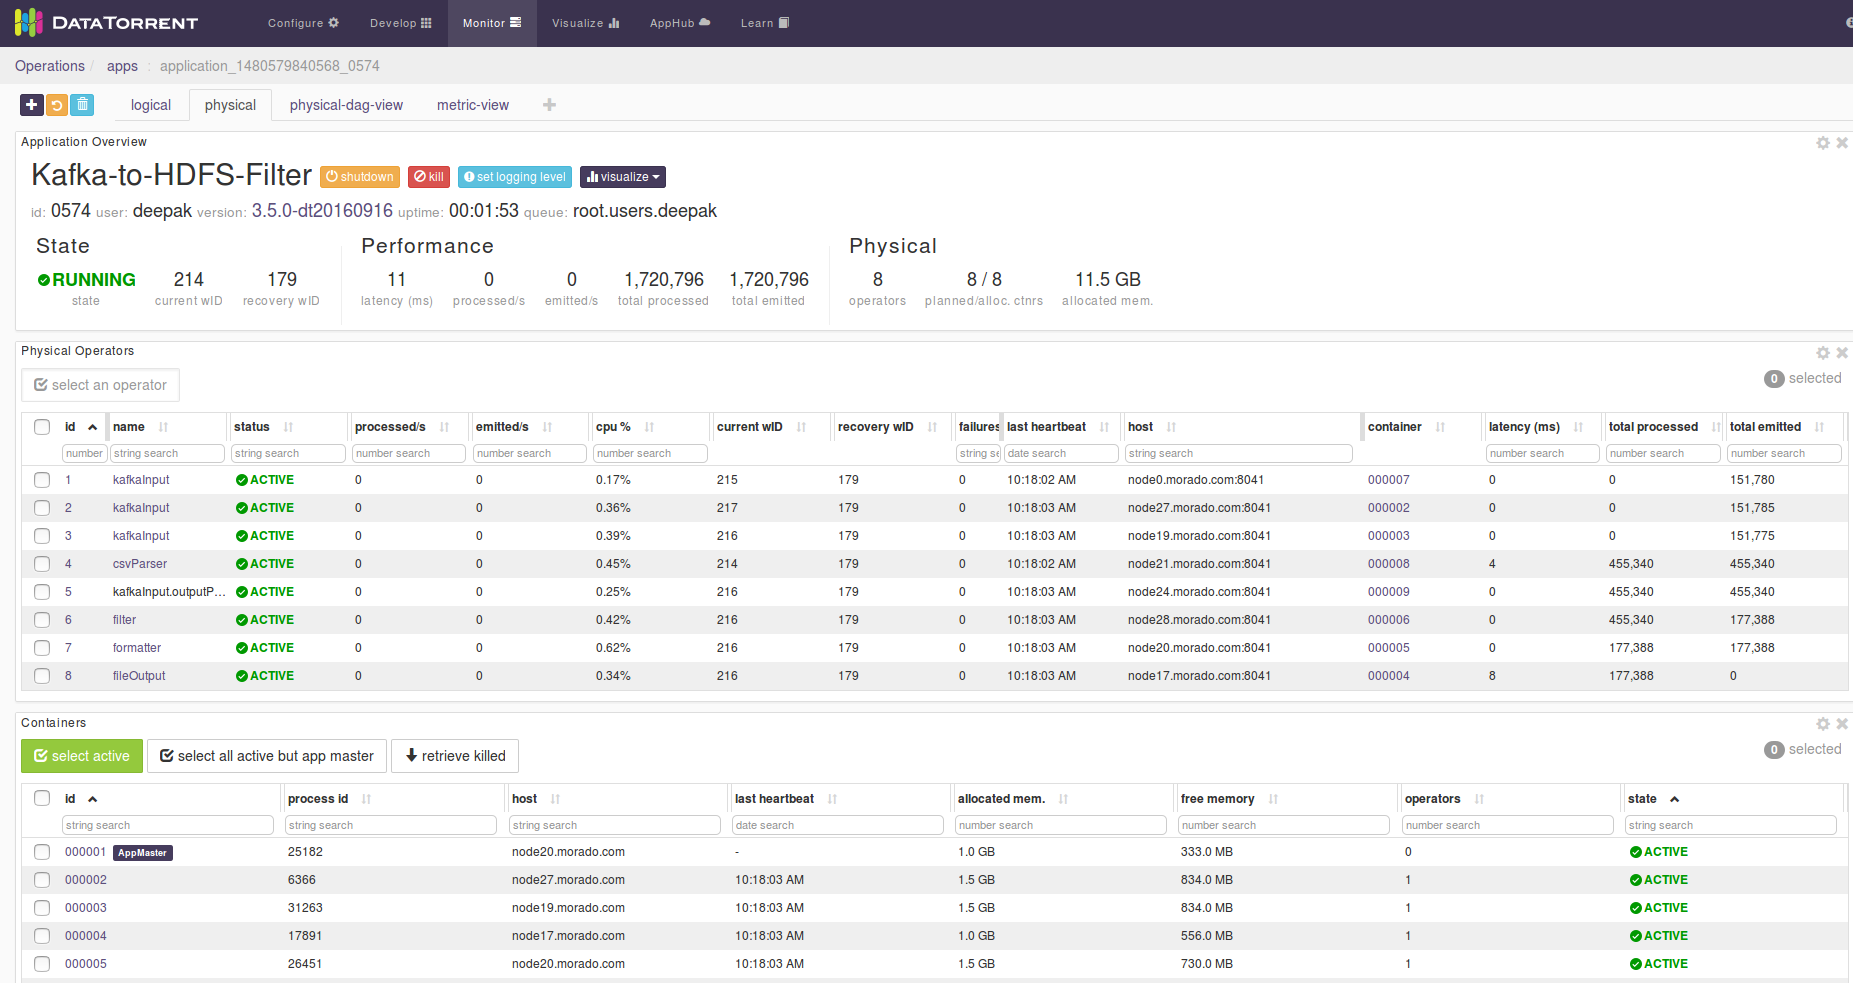 DATATORRENT Configure Develop Monitor Visualize AppHub Learn
Operations / apps : application_1480579840568_0574
logical physical physical-dag-view metric-view
Application Overview
Kafka-to-HDFS-Filter shutdown kill set logging level visualize
id: 0574 user: deepak version: 3.5.0-dt20160916 uptime: 00:01:53 queue: root.users.deepak
State Performance Physical
RUNNING 214 179 11 0 0 1,720,796 1,720,796 8 8 / 8 11.5 GB
state current wID recovery wID latency (ms) processed/s emitted/s total processed total emitted operators planned/alloc. ctnrs allocated mem.
Physical Operators
select an operator 0 selected
id name status processed/s emitted/s cpu % current wID recovery wID failures last heartbeat host container latency (ms) total processed total emitted
number string search string search number search number search number search string se date search string search number search number search number search
1 kafkaInput ACTIVE 0 0 0.17% 215 179 0 10:18:02 AM node0.morado.com:8041 000007 0 0 151,780
2 kafkaInput ACTIVE 0 0 0.36% 217 179 0 10:18:03 AM node27.morado.com:8041 000002 0 0 151,785
3 kafkaInput ACTIVE 0 0 0.39% 216 179 0 10:18:03 AM node19.morado.com:8041 000003 0 0 151,775
4 csvParser ACTIVE 0 0 0.45% 214 179 0 10:18:02 AM node21.morado.com:8041 000008 4 455,340 455,340
5 kafkaInput.outputP... ACTIVE 0 0 0.25% 216 179 0 10:18:03 AM node24.morado.com:8041 000009 0 455,340 455,340
6 filter ACTIVE 0 0 0.42% 216 179 0 10:18:03 AM node28.morado.com:8041 000006 0 455,340 177,388
7 formatter ACTIVE 0 0 0.62% 216 179 0 10:18:03 AM node20.morado.com:8041 000005 0 177,388 177,388
8 fileOutput ACTIVE 0 0 0.34% 216 179 0 10:18:03 AM node17.morado.com:8041 000004 8 177,388 0
Containers
select active select all active but app master retrieve killed 0 selected
id process id host last heartbeat allocated mem. free memory operators state
string search string search string search date search number search number search number search string search
000001 AppMaster 25182 node20.morado.com - 1.0 GB 333.0 MB 0 ACTIVE
000002 6366 node27.morado.com 10:18:03 AM 1.5 GB 834.0 MB 1 ACTIVE
000003 31263 node19.morado.com 10:18:03 AM 1.5 GB 834.0 MB 1 ACTIVE
000004 17891 node17.morado.com 10:18:03 AM 1.0 GB 556.0 MB 1 ACTIVE
000005 26451 node20.morado.com 10:18:03 AM 1.5 GB 730.0 MB 1 ACTIVE